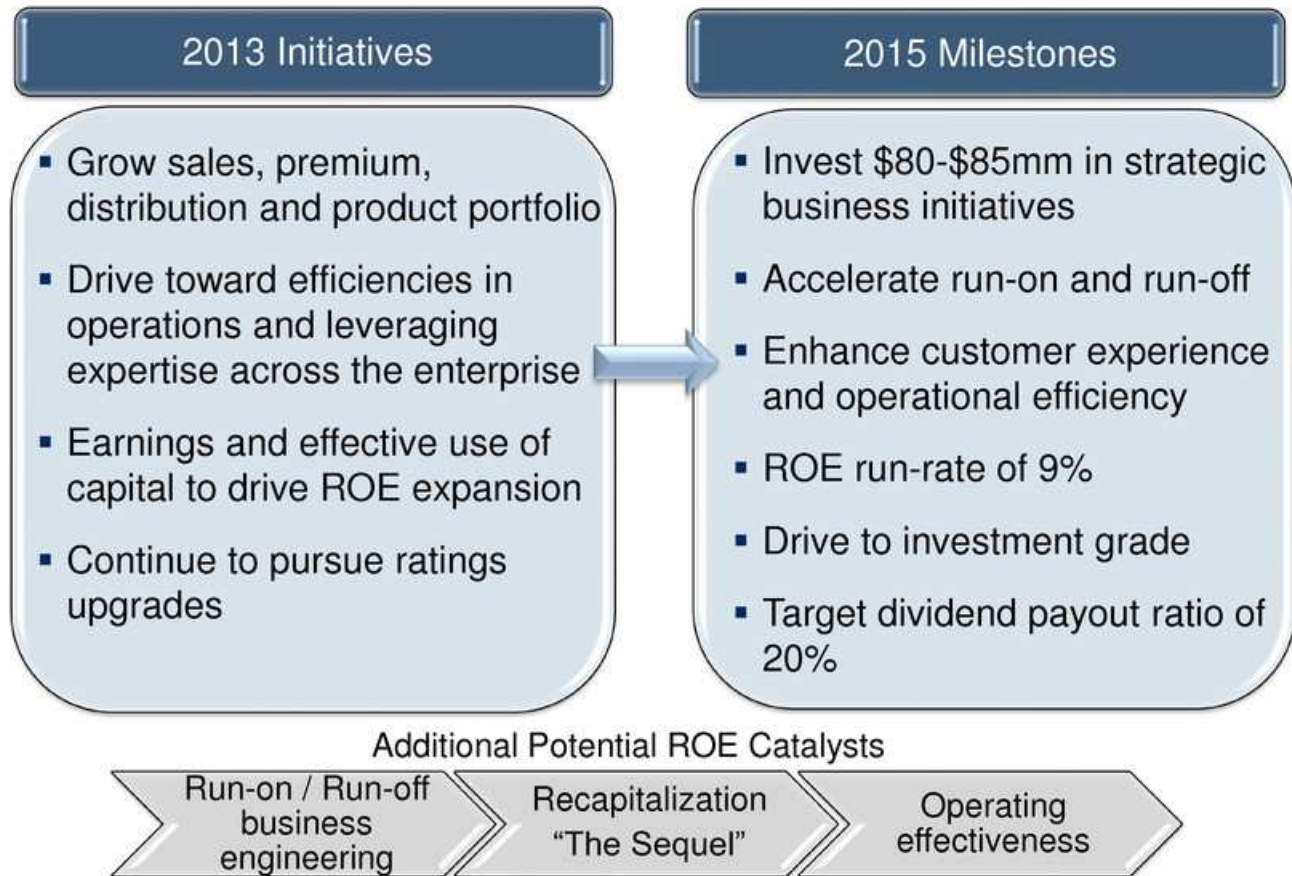 2013 Initiatives
▪ Grow sales, premium,
distribution and product portfolio
▪ Drive toward efficiencies in
operations and leveraging
expertise across the enterprise
▪ Earnings and effective use of
capital to drive ROE expansion
▪ Continue to pursue ratings
upgrades
2015 Milestones
▪ Invest $80-$85mm in strategic
business initiatives
▪ Accelerate run-on and run-off
▪ Enhance customer experience
and operational efficiency
▪ ROE run-rate of 9%
▪ Drive to investment grade
▪ Target dividend payout ratio of
20%
Additional Potential ROE Catalysts
Run-on / Run-off
business
engineering
Recapitalization
“The Sequel”
Operating
effectiveness